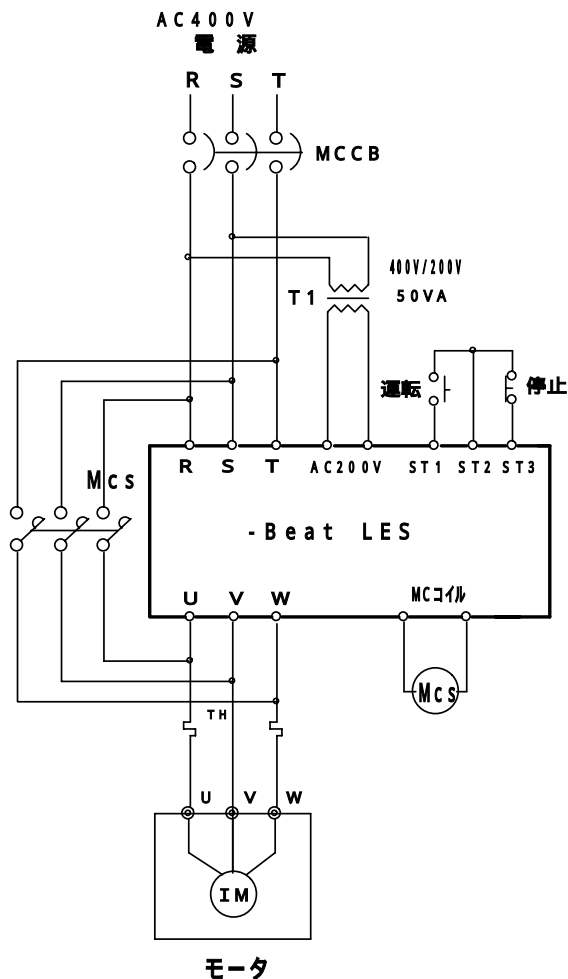 AC400V
電 源
R S T
MCCB
400V/200V
T1 50VA
運転 停止
R S T AC200V ST1 ST2 ST3
Mcs
-Beat LES
U V W MCコイル
Mcs
TH
U V W
IM
モータ